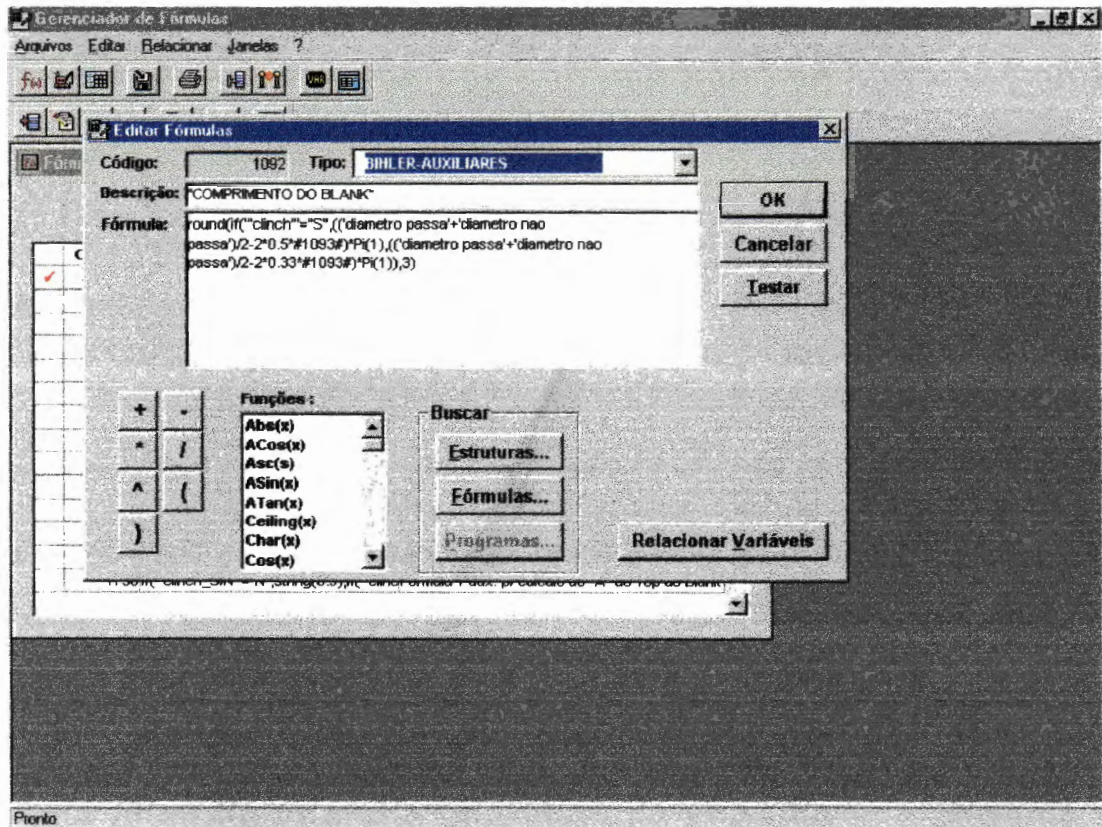 Gerenciador de Fórmulas
Arquivos Editar Relacionar Janelas ?
Editar Fórmulas
Código: 1092 Tipo: BIHLER-AUXILIARES
Descrição: "COMPRIMENTO DO BLANK"
Fórmula: round(if('"clinch"'="S",(('diametro passa'+'diametro nao
passa')/2-2*0.5*#1093#)*Pi(1),(('diametro passa'+'diametro nao
passa')/2-2*0.33*#1093#)*Pi(1)),3)
OK
Cancelar
Testar
+ -
* /
^ (
)
Funções :
Abs(x)
ACos(x)
Asc(s)
ASin(x)
ATan(x)
Ceiling(x)
Char(x)
Cos(x)
Buscar
Estruturas...
Fórmulas...
Programas...
Relacionar Variáveis
Pronto